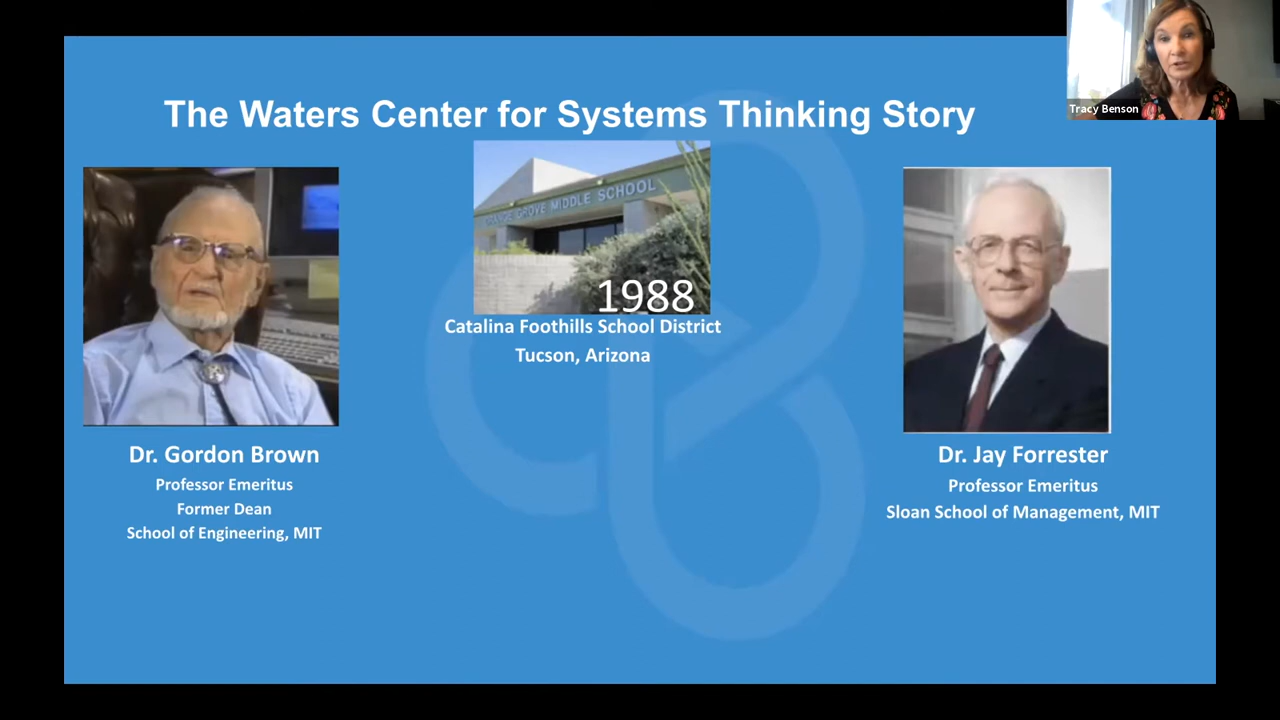 Tracy Benson
The Waters Center for Systems Thinking Story
GROVE MIDDLE SCHOOL
1988
Catalina Foothills School District
Tucson, Arizona
Dr. Gordon Brown
Professor Emeritus
Former Dean
School of Engineering, MIT
Dr. Jay Forrester
Professor Emeritus
Sloan School of Management, MIT